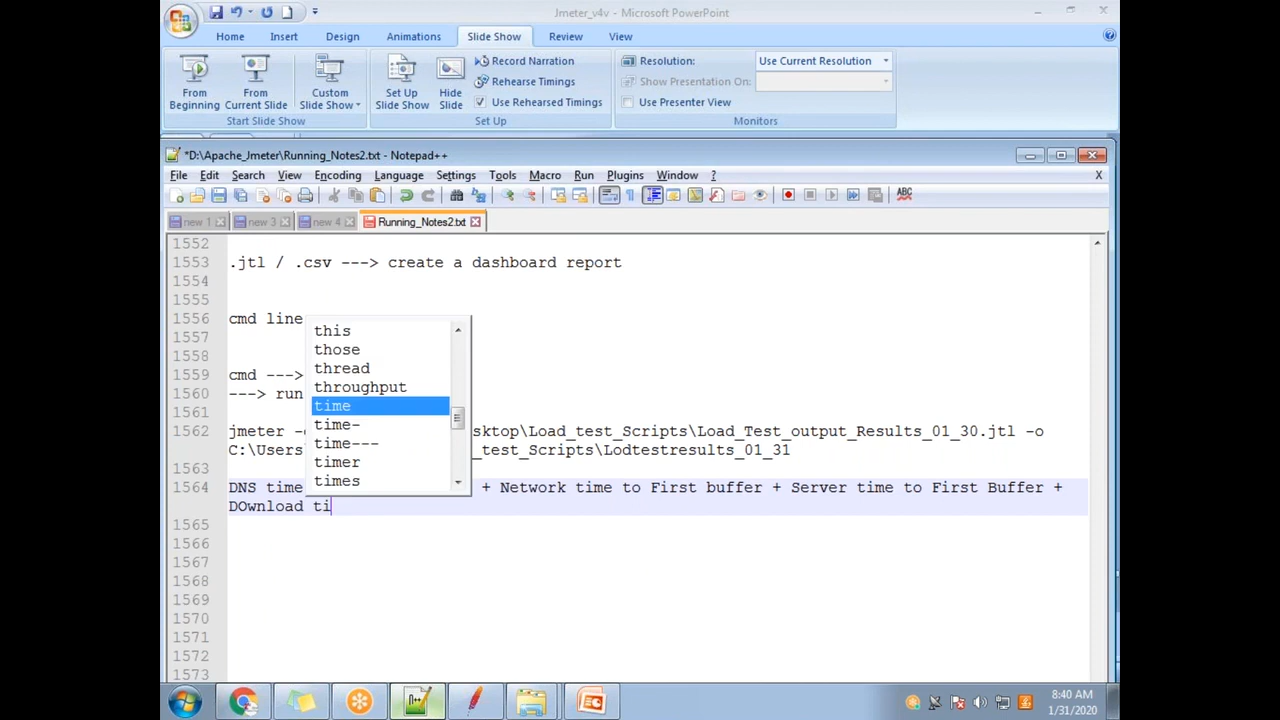 Jmeter_v4v - Microsoft PowerPoint
Home Insert Design Animations Slide Show Review View
From Beginning
From Current Slide
Custom Slide Show
Start Slide Show
Set Up Slide Show
Hide Slide
Record Narration
Rehearse Timings
Use Rehearsed Timings
Set Up
Resolution: Use Current Resolution
Show Presentation On:
Use Presenter View
Monitors
*D:\Apache_Jmeter\Running_Notes2.txt - Notepad++
File Edit Search View Encoding Language Settings Tools Macro Run Plugins Window ? X
ABC
new 1 new 3 new 4 Running_Notes2.txt
1552
1553 .jtl / .csv ---> create a dashboard report
1554
1555
1556 cmd line
1557
1558
1559 cmd --->
1560 ---> run
1561
1562 jmeter - sktop\Load_test_Scripts\Load_Test_output_Results_01_30.jtl -o
C:\Users _test_Scripts\Lodtestresults_01_31
1563
1564 DNS time + Network time to First buffer + Server time to First Buffer +
DOwnload ti
1565
1566
1567
1568
1569
1570
1571
1572
1573
this
those
thread
throughput
time
time-
time---
timer
times
N++
8:40 AM
1/31/2020